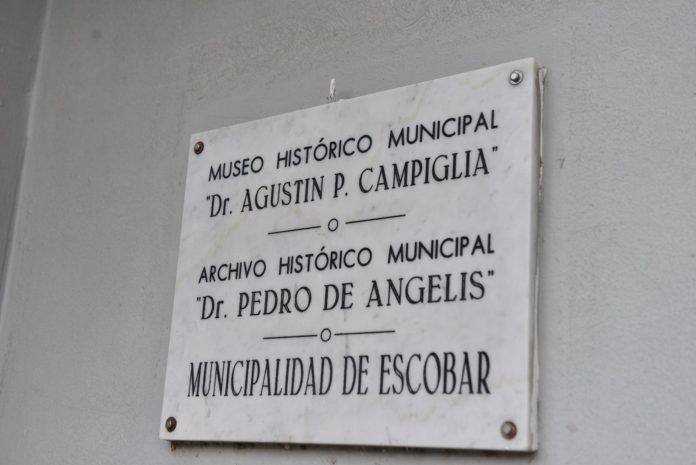 MUSEO HISTÓRICO MUNICIPAL
"Dr. AGUSTIN P. CAMPIGLIA"
ARCHIVO HISTÓRICO MUNICIPAL
"Dr. PEDRO DE ANGELIS"
MUNICIPALIDAD DE ESCOBAR